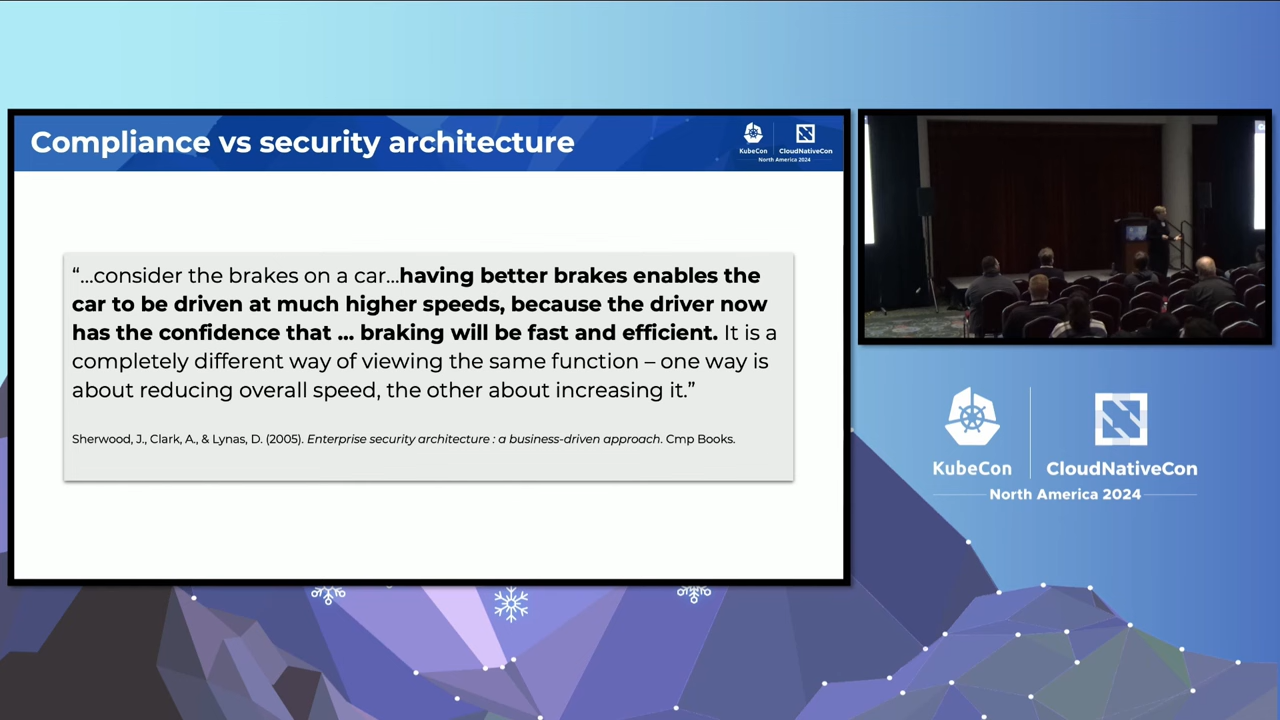 Compliance vs security architecture
KubeCon
CloudNativeCon
North America 2024
“...consider the brakes on a car...having better brakes enables the
car to be driven at much higher speeds, because the driver now
has the confidence that ... braking will be fast and efficient. It is a
completely different way of viewing the same function – one way is
about reducing overall speed, the other about increasing it.”
Sherwood, J., Clark, A., & Lynas, D. (2005). Enterprise security architecture : a business-driven approach. Cmp Books.
KubeCon
CloudNativeCon
North America 2024